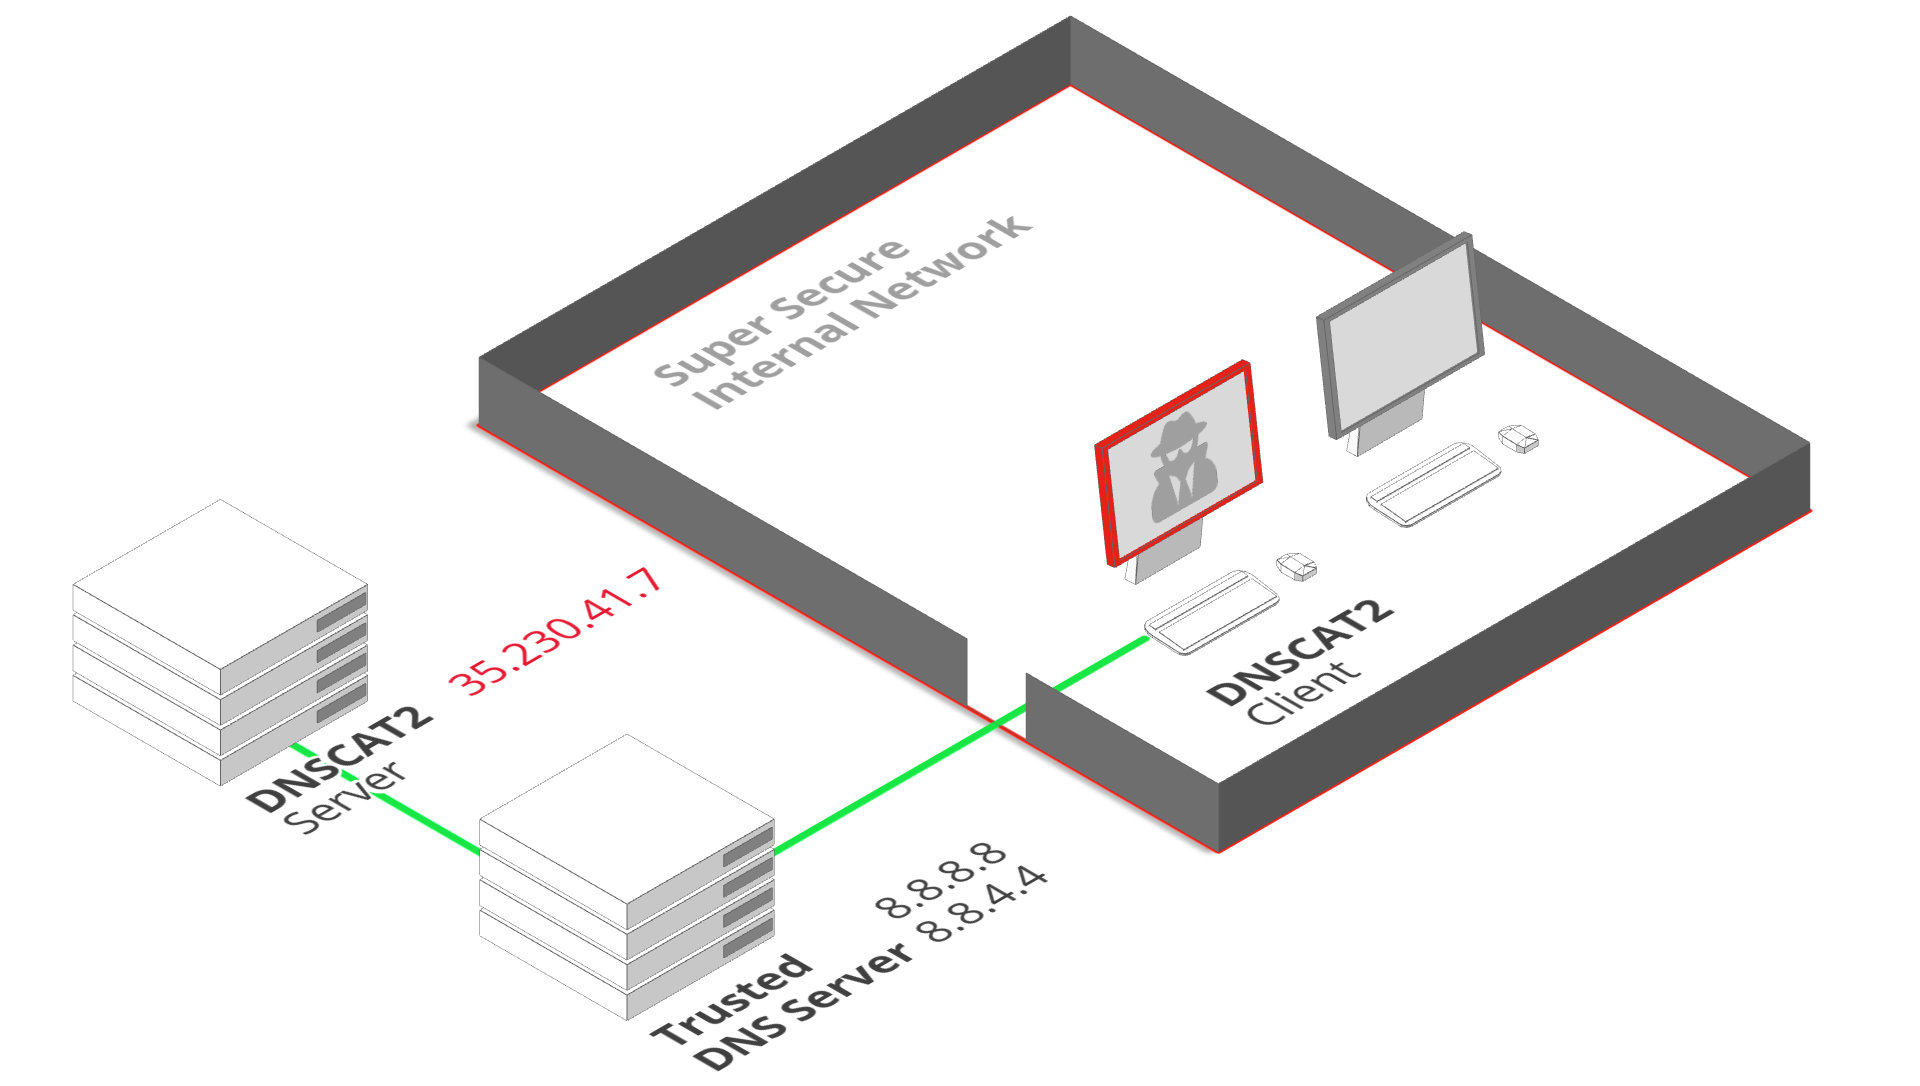 Super Secure
Internal Network
35.230.41.7
DNSCAT2
Server
DNSCAT2
Client
8.8.8.8
8.8.4.4
Trusted
DNS Server